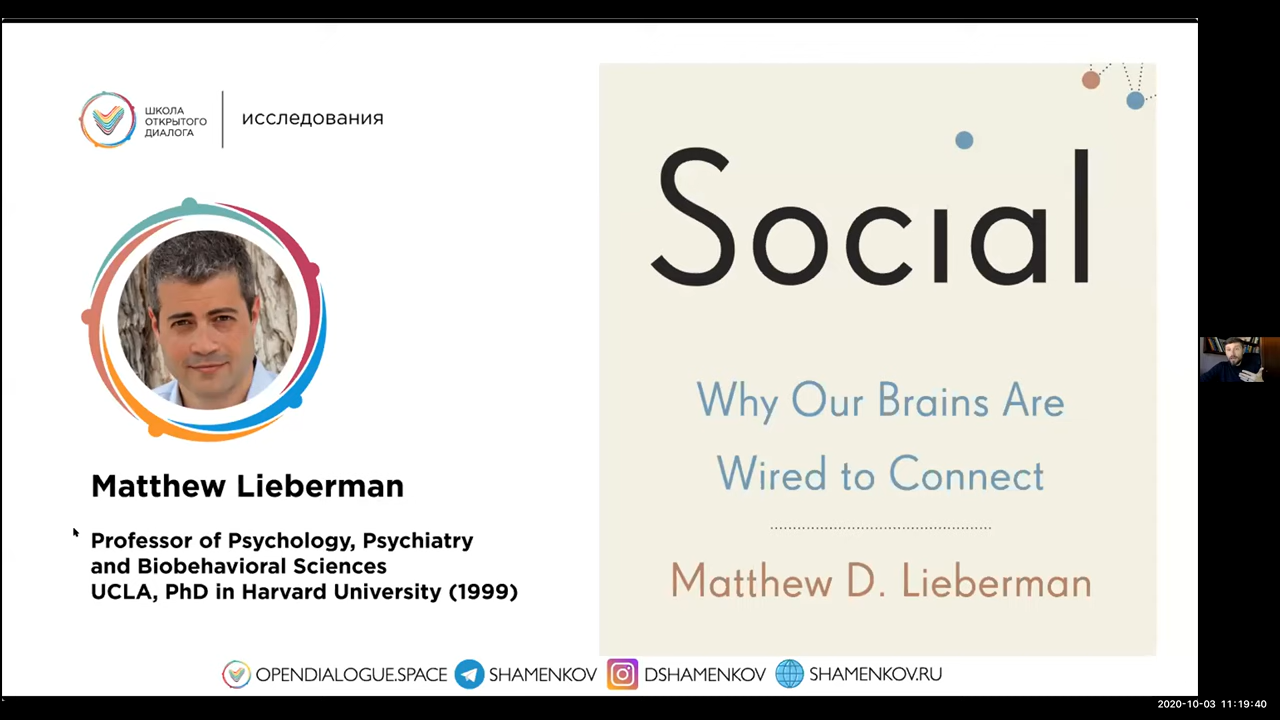 ШКОЛА
ОТКРЫТОГО
ДИАЛОГА
исследования
Matthew Lieberman
Professor of Psychology, Psychiatry
and Biobehavioral Sciences
UCLA, PhD in Harvard University (1999)
Social
Why Our Brains Are
Wired to Connect
Matthew D. Lieberman
OPENDIALOGUE.SPACE SHAMENKOV DSHAMENKOV SHAMENKOV.RU
2020-10-03 11:19:40